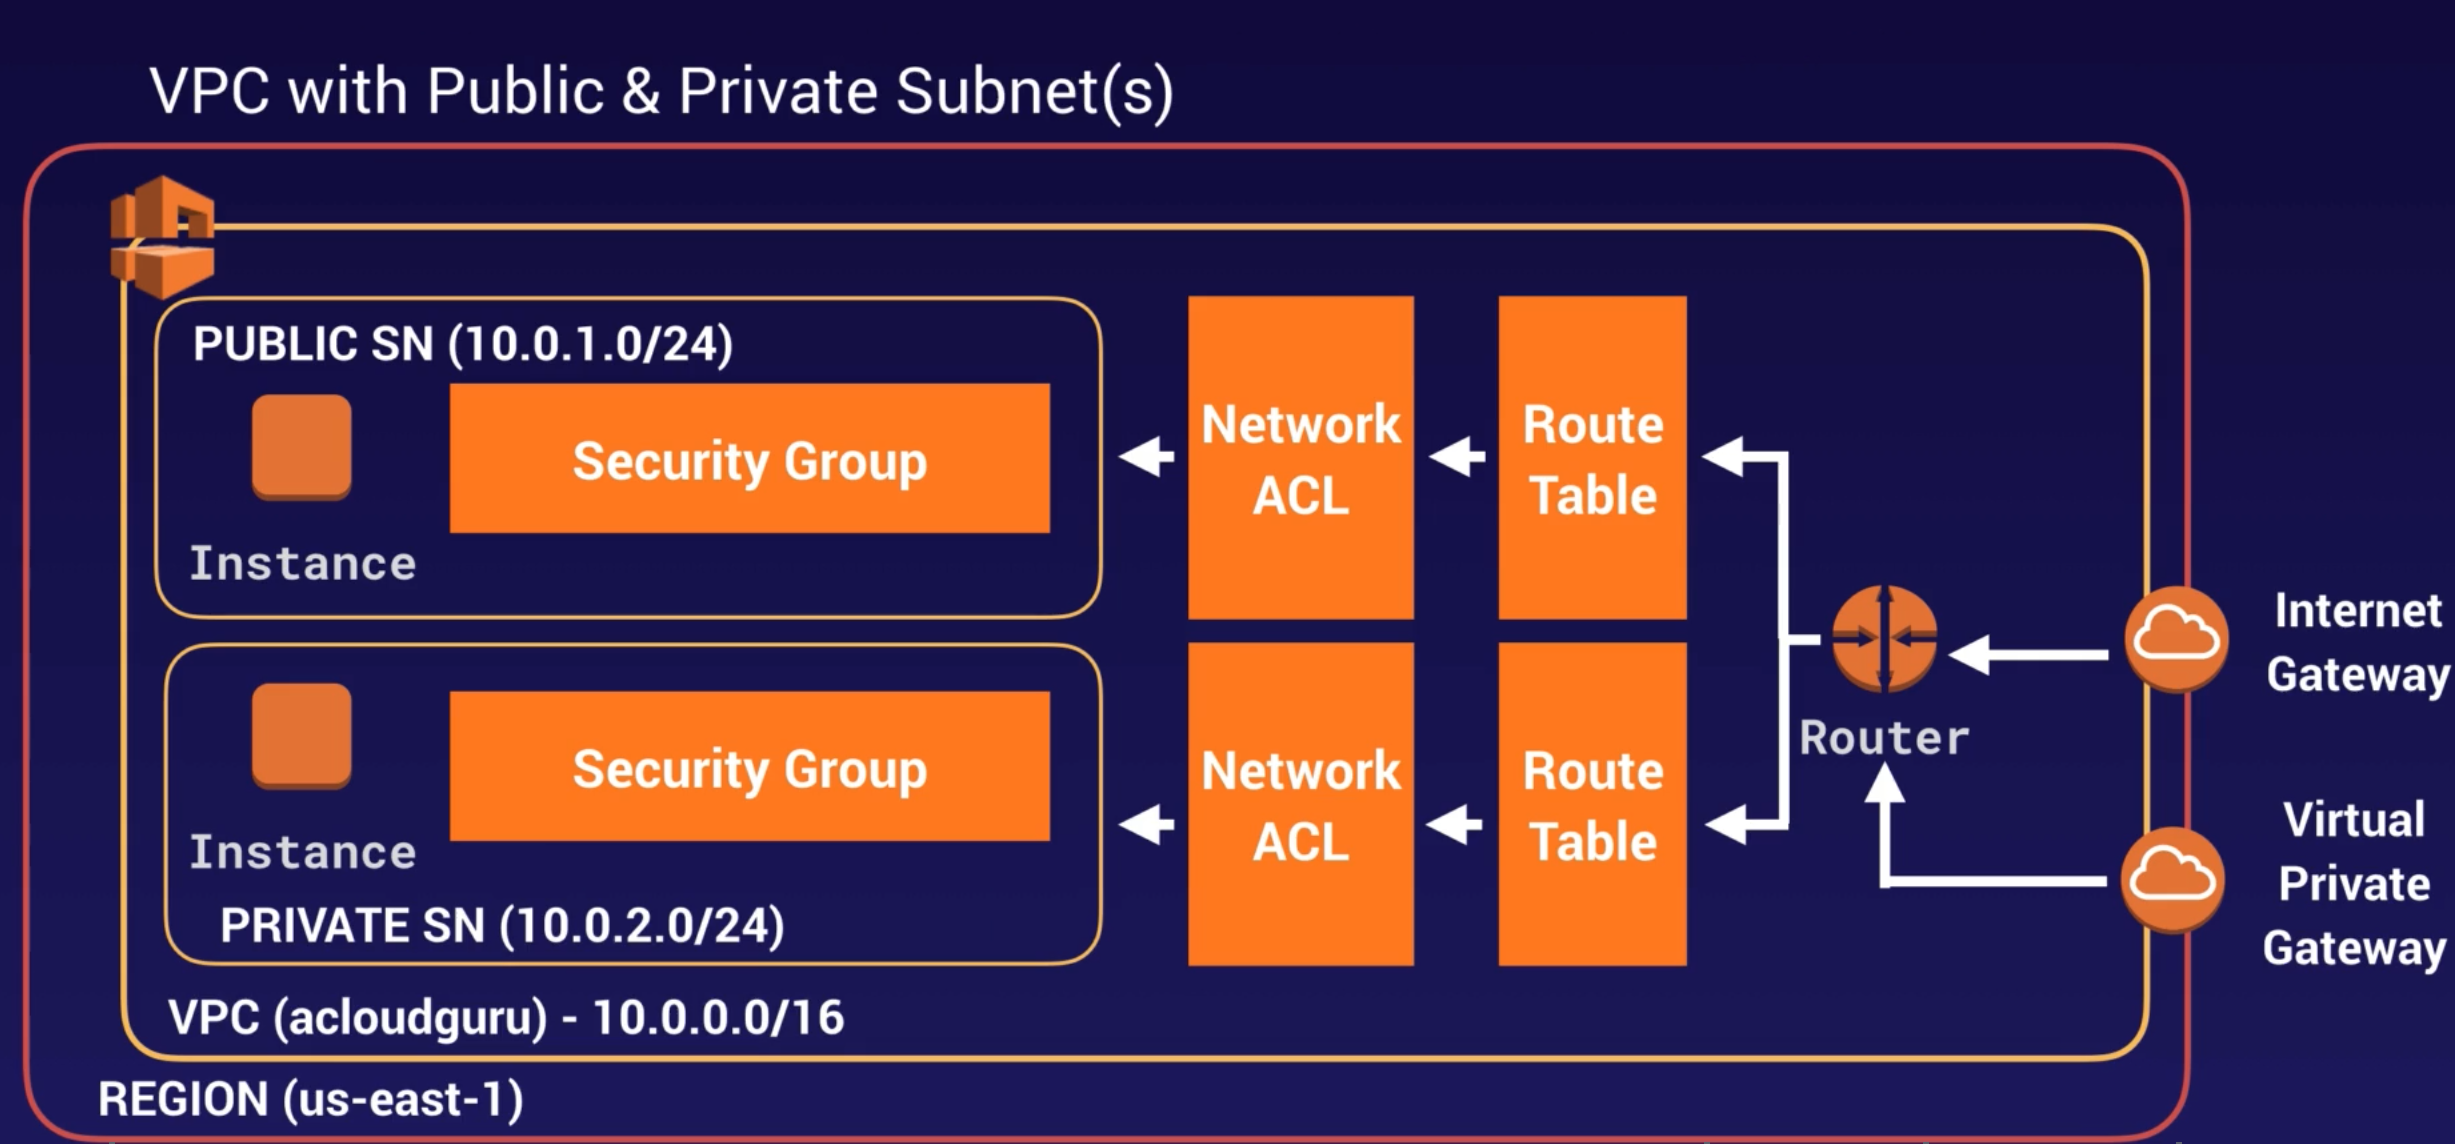 VPC with Public & Private Subnet(s)
PUBLIC SN (10.0.1.0/24)
Security Group
Instance
Network
ACL
Route
Table
Security Group
Instance
PRIVATE SN (10.0.2.0/24)
Network
ACL
Route
Table
Router
Internet
Gateway
Virtual
Private
Gateway
VPC (acloudguru) - 10.0.0.0/16
REGION (us-east-1)